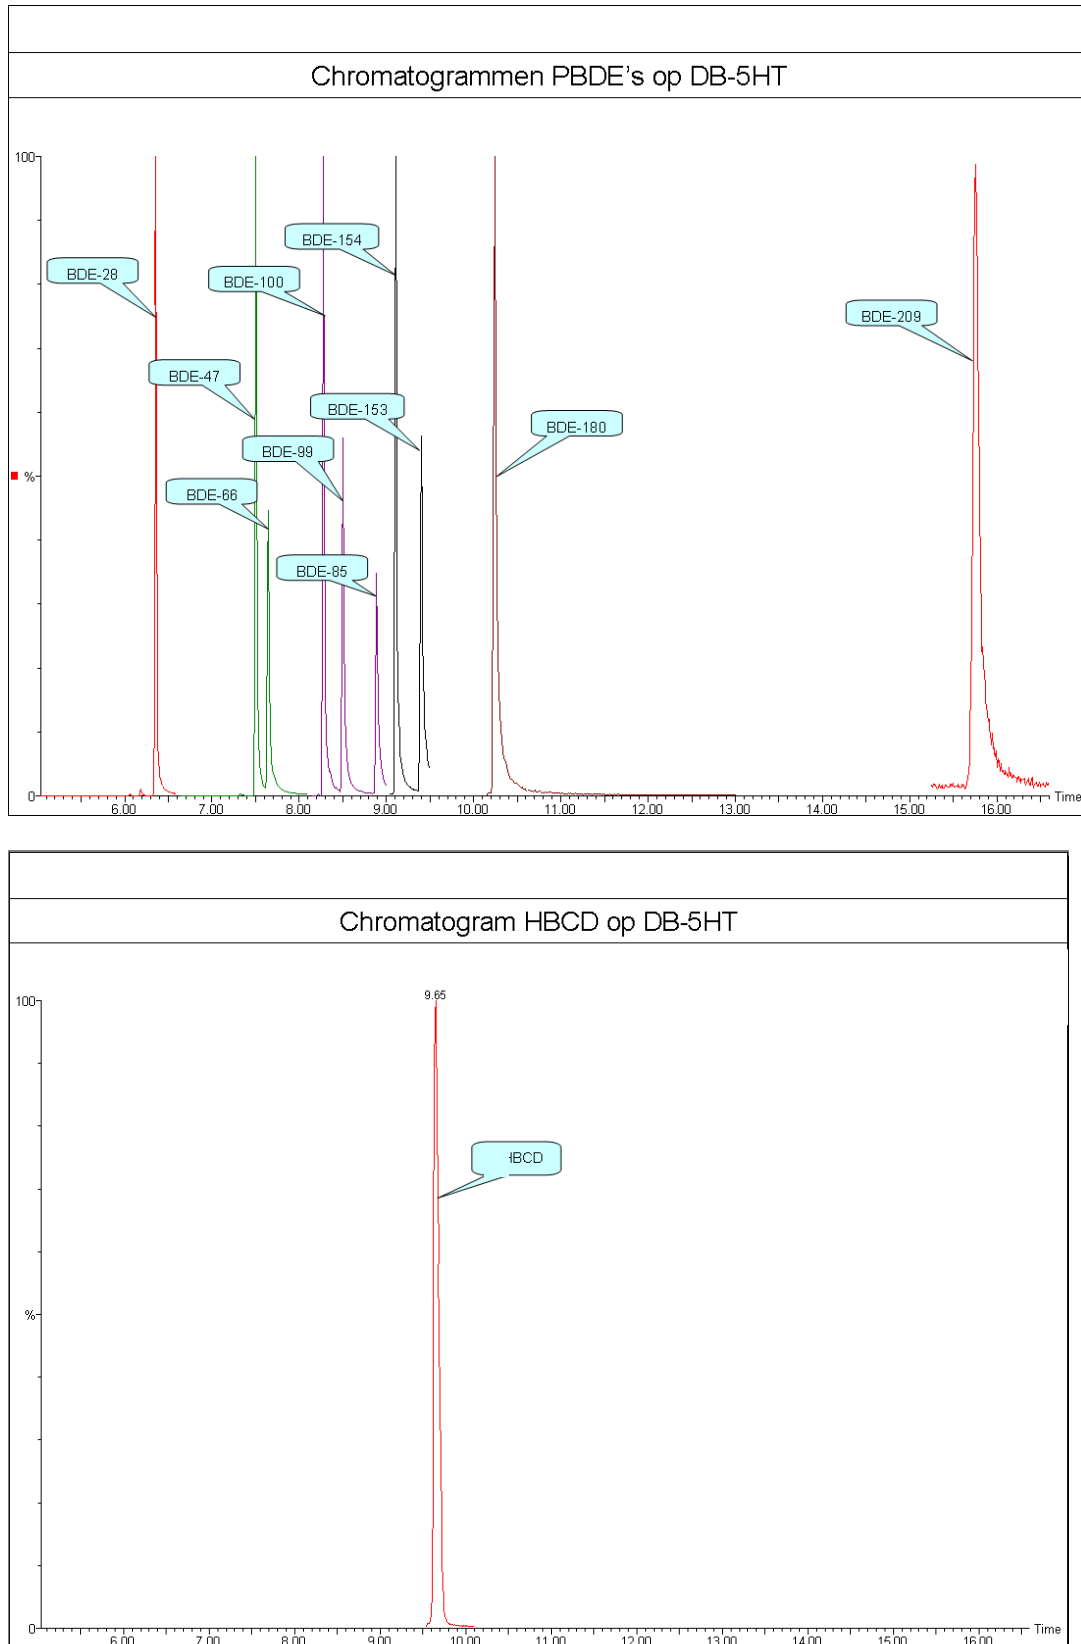 Chromatogrammen PBDE's op DB-5HT
100
BDE-154
BDE-28
BDE-100
BDE-209
BDE-47
BDE-153
BDE-180
BDE-99
%
BDE-66
BDE-85
0
Time
6.00 7.00 8.00 9.00 10.00 11.00 12.00 13.00 14.00 15.00 16.00
Chromatogram HBCD op DB-5HT
9.65
100
HBCD
%
0
Time
6.00 7.00 8.00 9.00 10.00 11.00 12.00 13.00 14.00 15.00 16.00